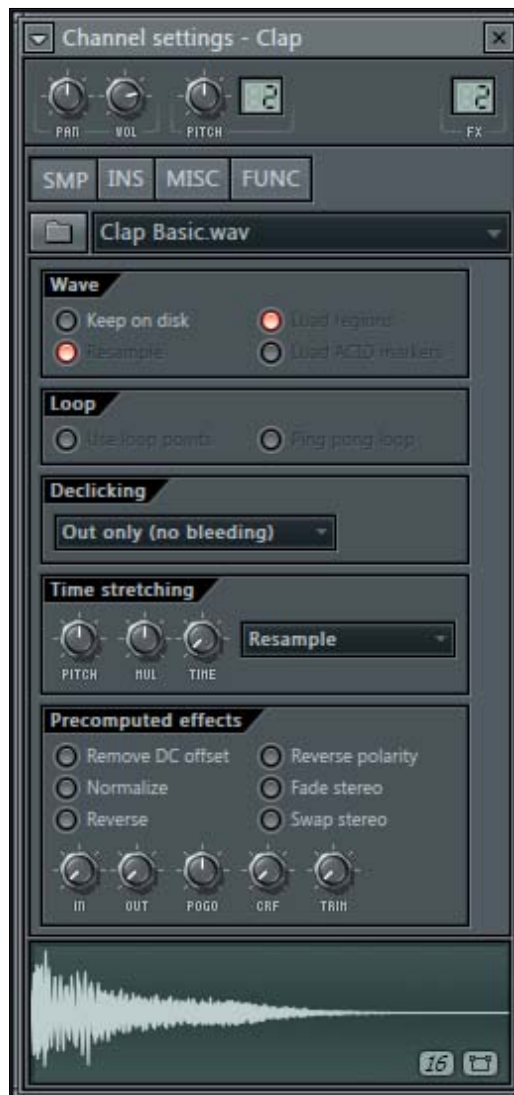 Channel settings - Clap
PAN VOL PITCH 2 2 FX
SMP INS MISC FUNC
Clap Basic.wav
Wave
Keep on disk Load regions
Resample Load ACID markers
Loop
Use loop points Ping pong loop
Declicking
Out only (no bleeding)
Time stretching
Resample
PITCH MUL TIME
Precomputed effects
Remove DC offset Reverse polarity
Normalize Fade stereo
Reverse Swap stereo
IN OUT POGO CRF TRIM
16